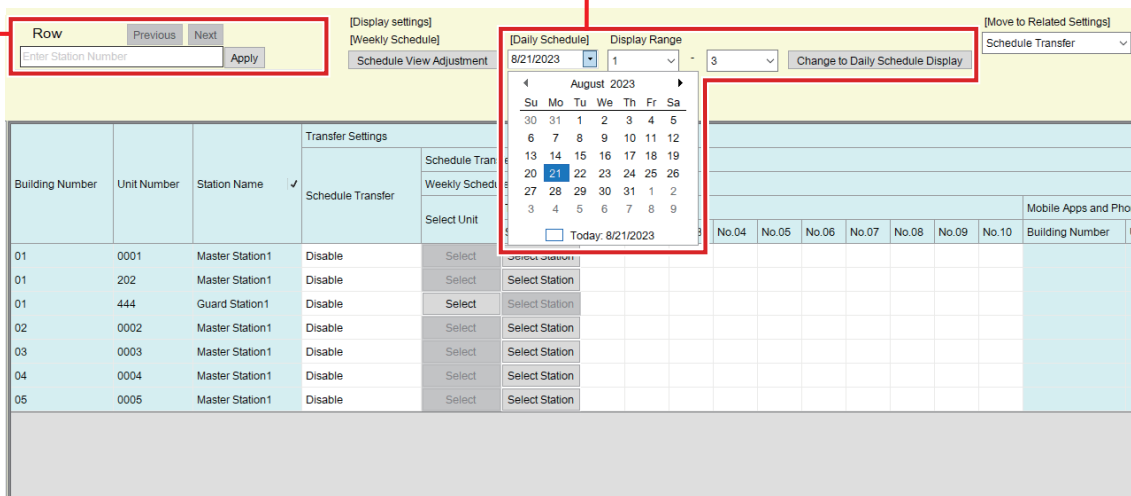 [Display settings]
[Move to Related Settings]
Row Previous Next
[Weekly Schedule] [Daily Schedule] Display Range
Schedule Transfer
Enter Station Number Apply
Schedule View Adjustment 8/21/2023 1 - 3 Change to Daily Schedule Display
August 2023
Su Mo Tu We Th Fr Sa
30 31 1 2 3 4 5
6 7 8 9 10 11 12
13 14 15 16 17 18 19
20 21 22 23 24 25 26
27 28 29 30 31 1 2
3 4 5 6 7 8 9
Today: 8/21/2023
Transfer Settings
Schedule Tran
Building Number Unit Number Station Name Schedule Transfer Weekly Schedu
Select Unit
Mobile Apps and Pho
No.04 No.05 No.06 No.07 No.08 No.09 No.10 Building Number
01 0001 Master Station1 Disable Select Select Station
01 202 Master Station1 Disable Select Select Station
01 444 Guard Station1 Disable Select Select Station
02 0002 Master Station1 Disable Select Select Station
03 0003 Master Station1 Disable Select Select Station
04 0004 Master Station1 Disable Select Select Station
05 0005 Master Station1 Disable Select Select Station